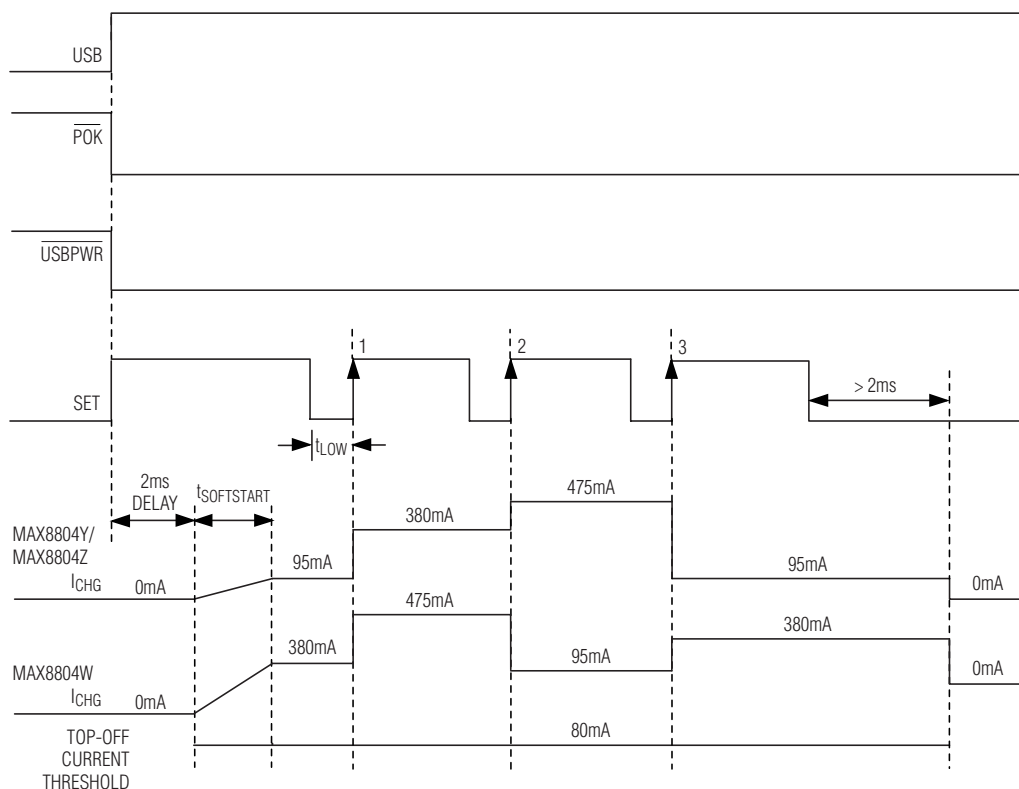 USB
POK
USBPWR
1
2
3
> 2ms
SET
tLOW
2ms
DELAY
tSOFTSTART
475mA
380mA
MAX8804Y/
MAX8804Z
95mA
95mA
ICHG
0mA
0mA
475mA
380mA
380mA
MAX8804W
95mA
ICHG
0mA
0mA
TOP-OFF
CURRENT
THRESHOLD
80mA